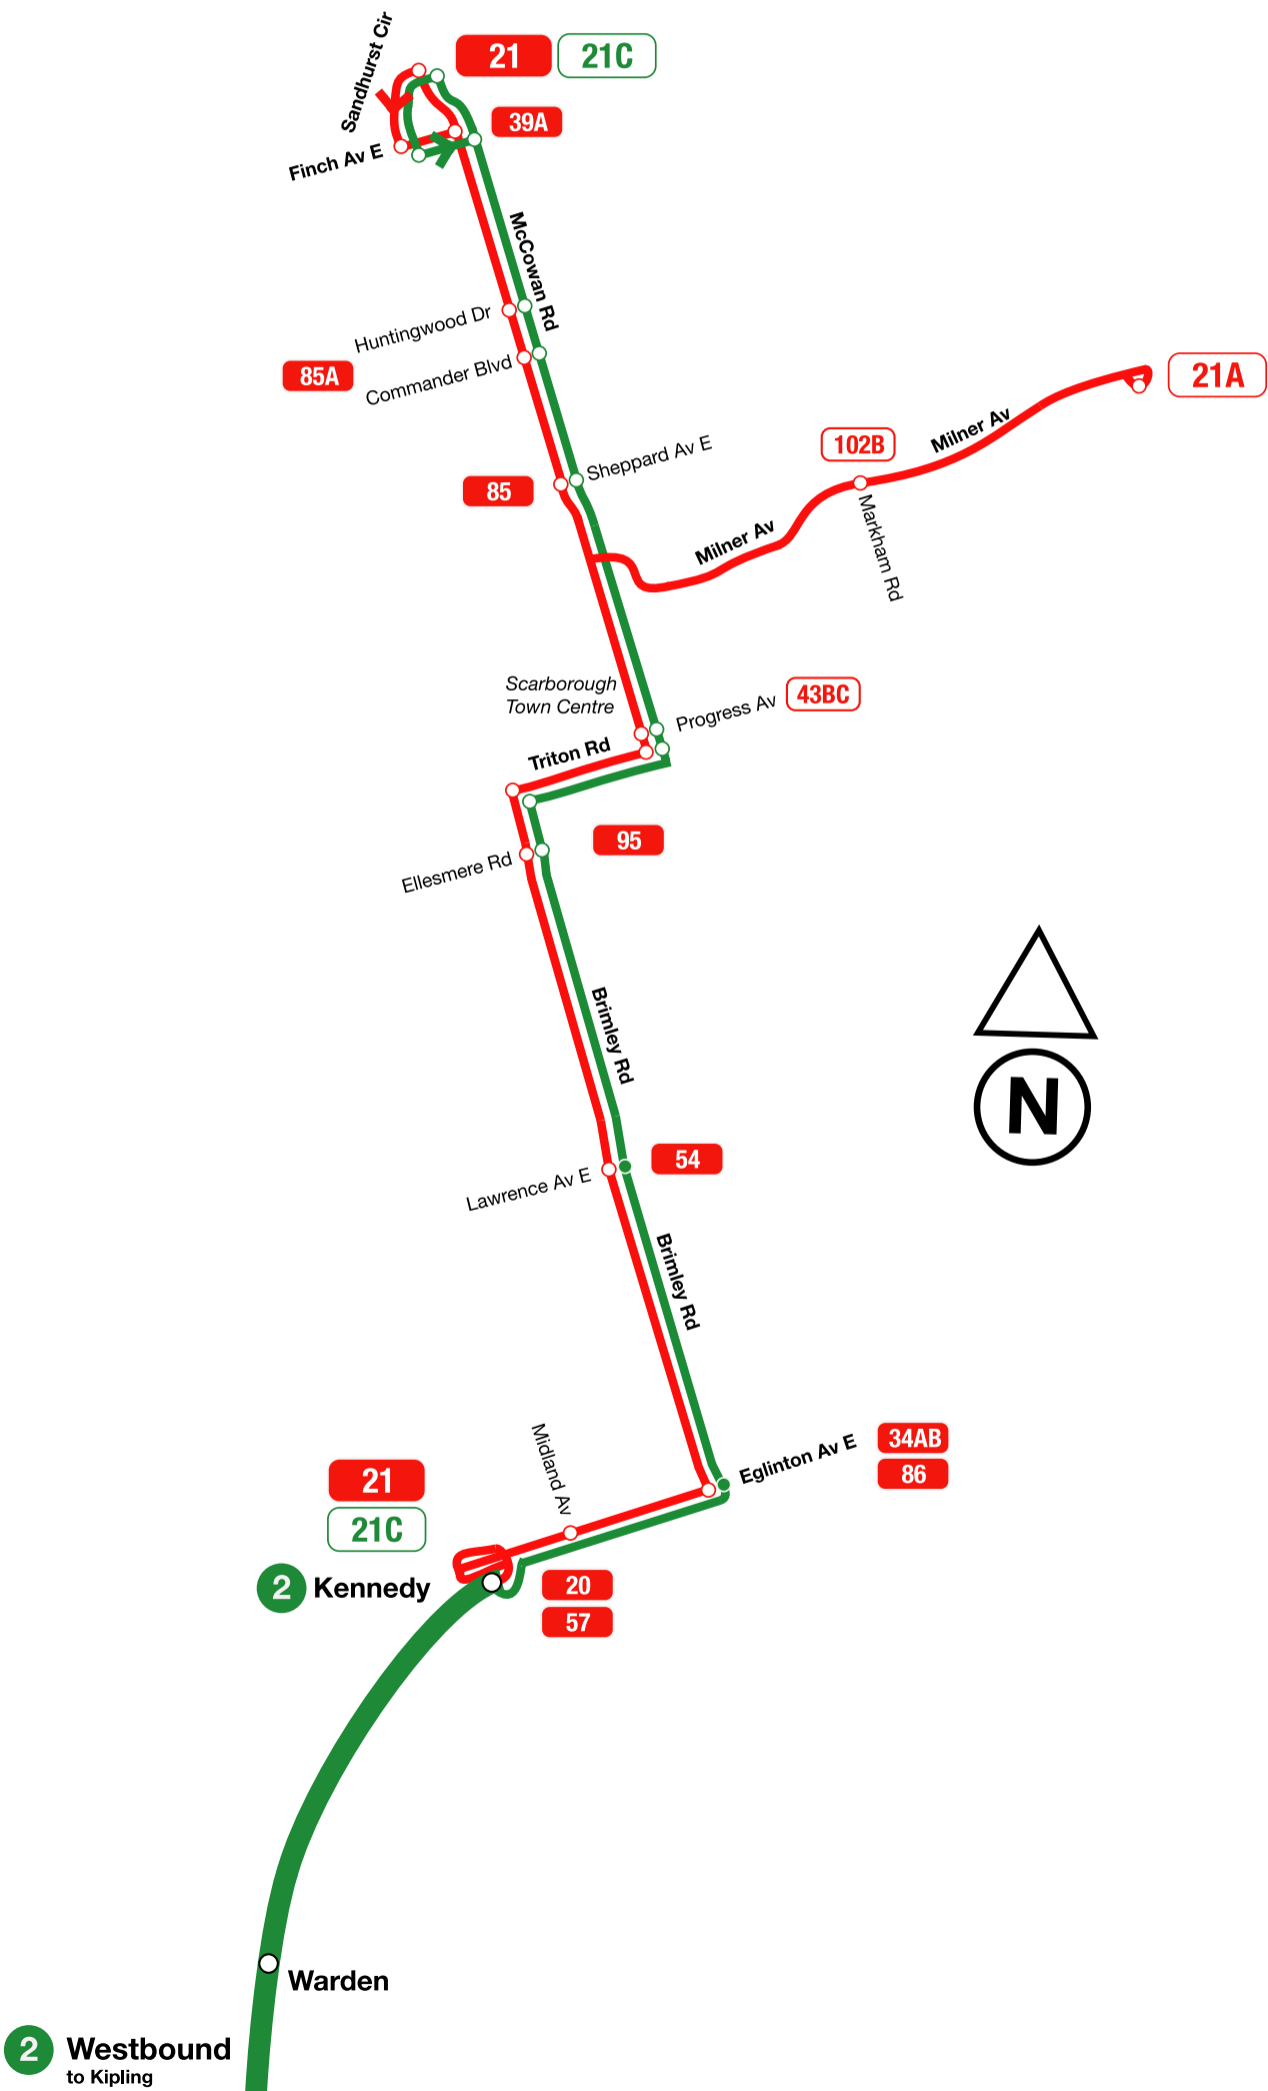 Sandhurst Cir
21
21C
39A
Finch Av E
McCowan Rd
Huntingwood Dr
85A
Commander Blvd
21A
Milner Av
102B
Sheppard Av E
85
Markham Rd
Milner Av
Scarborough
Town Centre
Progress Av
43BC
Triton Rd
95
Ellesmere Rd
Brimley Rd
N
54
Lawrence Av E
Brimley Rd
Midland Av
Eglinton Av E
34AB
86
21
21C
2 Kennedy
20
57
Warden
2 Westbound
to Kipling